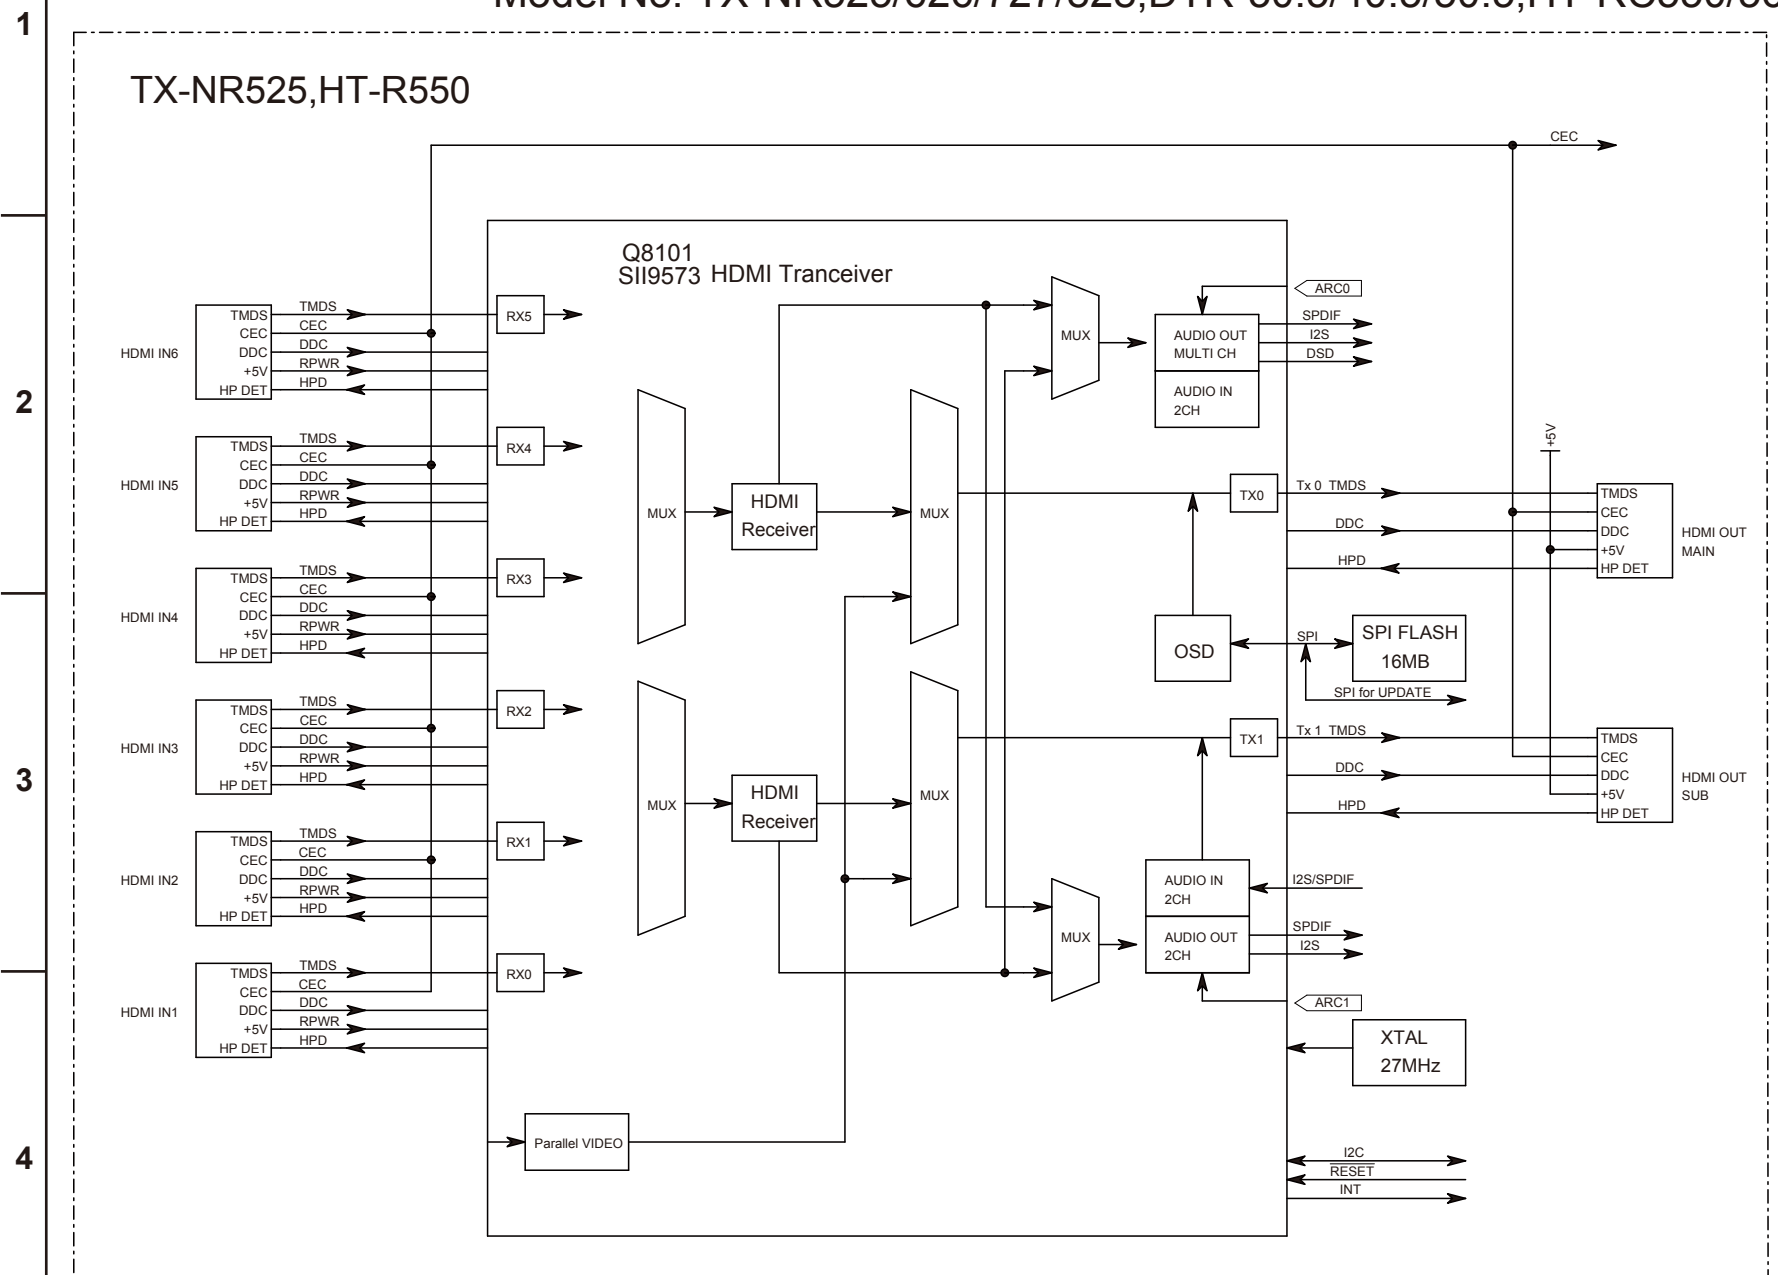 1
TX-NR525,HT-R550
CEC
2
Q8101
SII9573 HDMI Tranceiver
HDMI IN6
TMDS
CEC
DDC
+5V
HP DET
TMDS
CEC
DDC
RPWR
HPD
RX5
MUX
ARC0
AUDIO OUT
MULTI CH
SPDIF
I2S
DSD
AUDIO IN
2CH
HDMI IN5
TMDS
CEC
DDC
+5V
HP DET
TMDS
CEC
DDC
RPWR
HPD
RX4
MUX
HDMI
Receiver
MUX
TX0
Tx 0 TMDS
DDC
HPD
+5V
TMDS
CEC
DDC
+5V
HP DET
HDMI OUT
MAIN
HDMI IN4
TMDS
CEC
DDC
+5V
HP DET
TMDS
CEC
DDC
RPWR
HPD
RX3
OSD
SPI
SPI FLASH
16MB
SPI for UPDATE
3
HDMI IN3
TMDS
CEC
DDC
+5V
HP DET
TMDS
CEC
DDC
RPWR
HPD
RX2
MUX
HDMI
Receiver
MUX
TX1
Tx 1 TMDS
DDC
HPD
TMDS
CEC
DDC
+5V
HP DET
HDMI OUT
SUB
HDMI IN2
TMDS
CEC
DDC
+5V
HP DET
TMDS
CEC
DDC
RPWR
HPD
RX1
AUDIO IN
2CH
I2S/SPDIF
MUX
AUDIO OUT
2CH
SPDIF
I2S
HDMI IN1
TMDS
CEC
DDC
+5V
HP DET
TMDS
CEC
DDC
RPWR
HPD
RX0
ARC1
XTAL
27MHz
4
Parallel VIDEO
I2C
RESET
INT